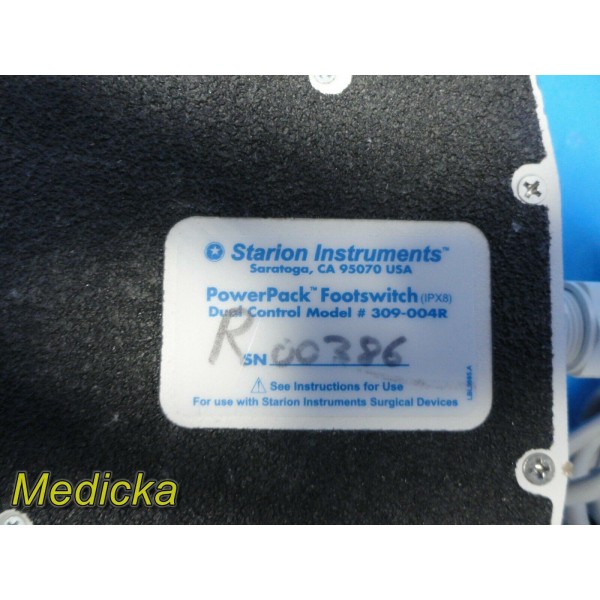 Starion Instruments™
Saratoga, CA 95070 USA
PowerPack™ Footswitch (IPX8)
Dual Control Model # 309-004R
R
SN 00386
See Instructions for Use
For use with Starion Instruments Surgical Devices
Medicka